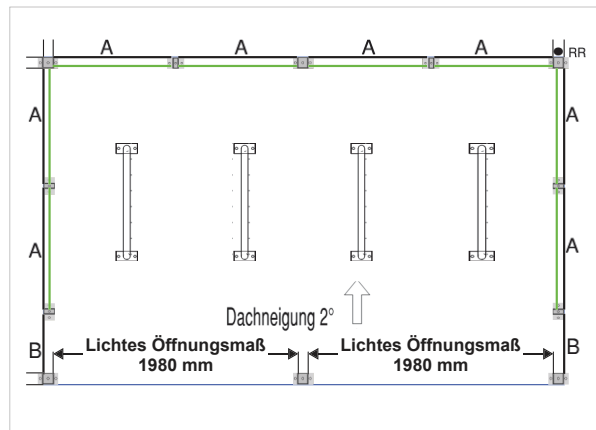 A A A A RR
A A
A A
Dachneigung 2°
B Lichtes Öffnungsmaß Lichtes Öffnungsmaß B
1980 mm 1980 mm